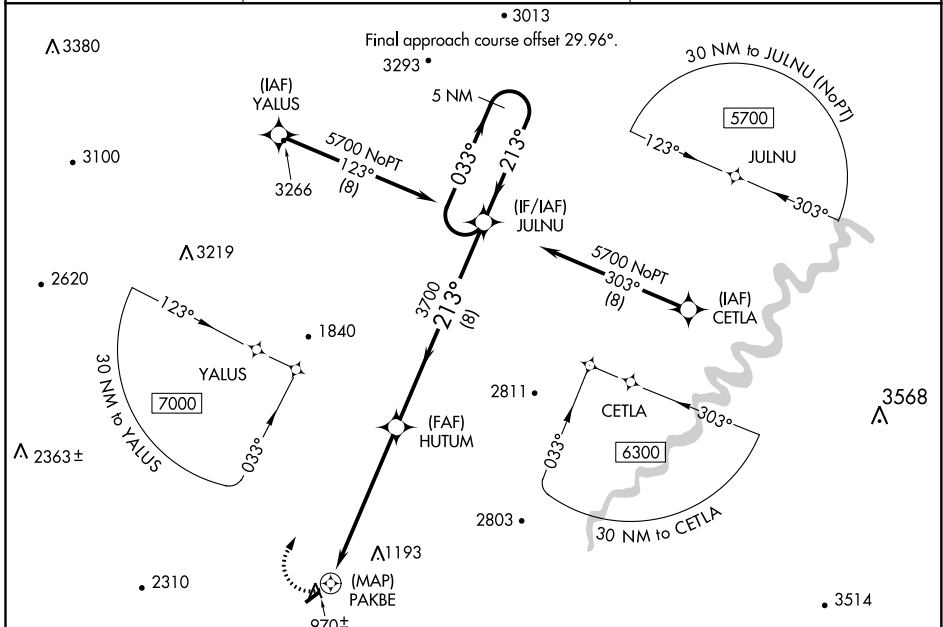 3013
Final approach course offset 29.96°.
3380
3293
30 NM to JULNU (NoPT)
5700
123°
JULNU
303°
(IAF)
YALUS
5 NM
3100
5700 NoPT
123°
(8)
3266
033°
213°
(IF/IAF)
JULNU
3219
5700 NoPT
303°
(8)
(IAF)
CETLA
2620
3700
213°
(8)
123°
1840
YALUS
7000
30 NM to YALUS
033°
2811
CETLA
303°
6300
033°
30 NM to CETLA
3568
(FAF)
HUTUM
2363±
2803
1193
(MAP)
PAKBE
2310
970±
3514